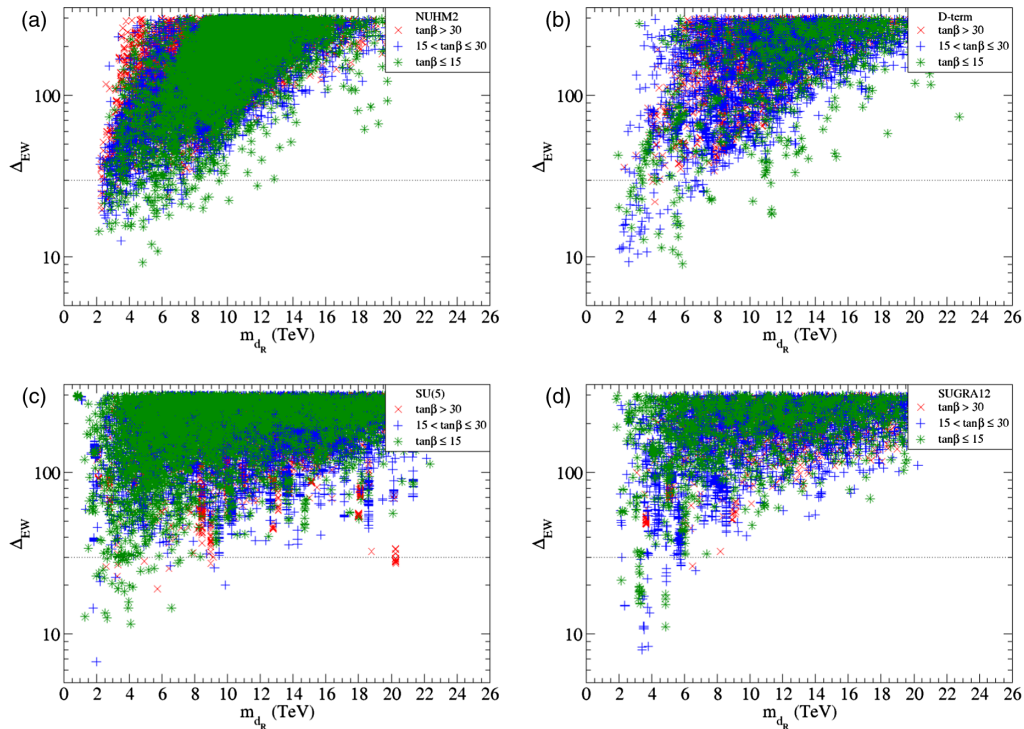 (a)
NUHM2
tanβ > 30
15 < tanβ ≤ 30
tanβ ≤ 15
100
10
Δ_EW
0 2 4 6 8 10 12 14 16 18 20 22 24 26
m_{d_R} (TeV)
(b)
D-term
tanβ > 30
15 < tanβ ≤ 30
tanβ ≤ 15
100
10
Δ_EW
0 2 4 6 8 10 12 14 16 18 20 22 24 26
m_{d_R} (TeV)
(c)
SU(5)
tanβ > 30
15 < tanβ ≤ 30
tanβ ≤ 15
100
10
Δ_EW
0 2 4 6 8 10 12 14 16 18 20 22 24 26
m_{d_R} (TeV)
(d)
SUGRA12
tanβ > 30
15 < tanβ ≤ 30
tanβ ≤ 15
100
10
Δ_EW
0 2 4 6 8 10 12 14 16 18 20 22 24 26
m_{d_R} (TeV)